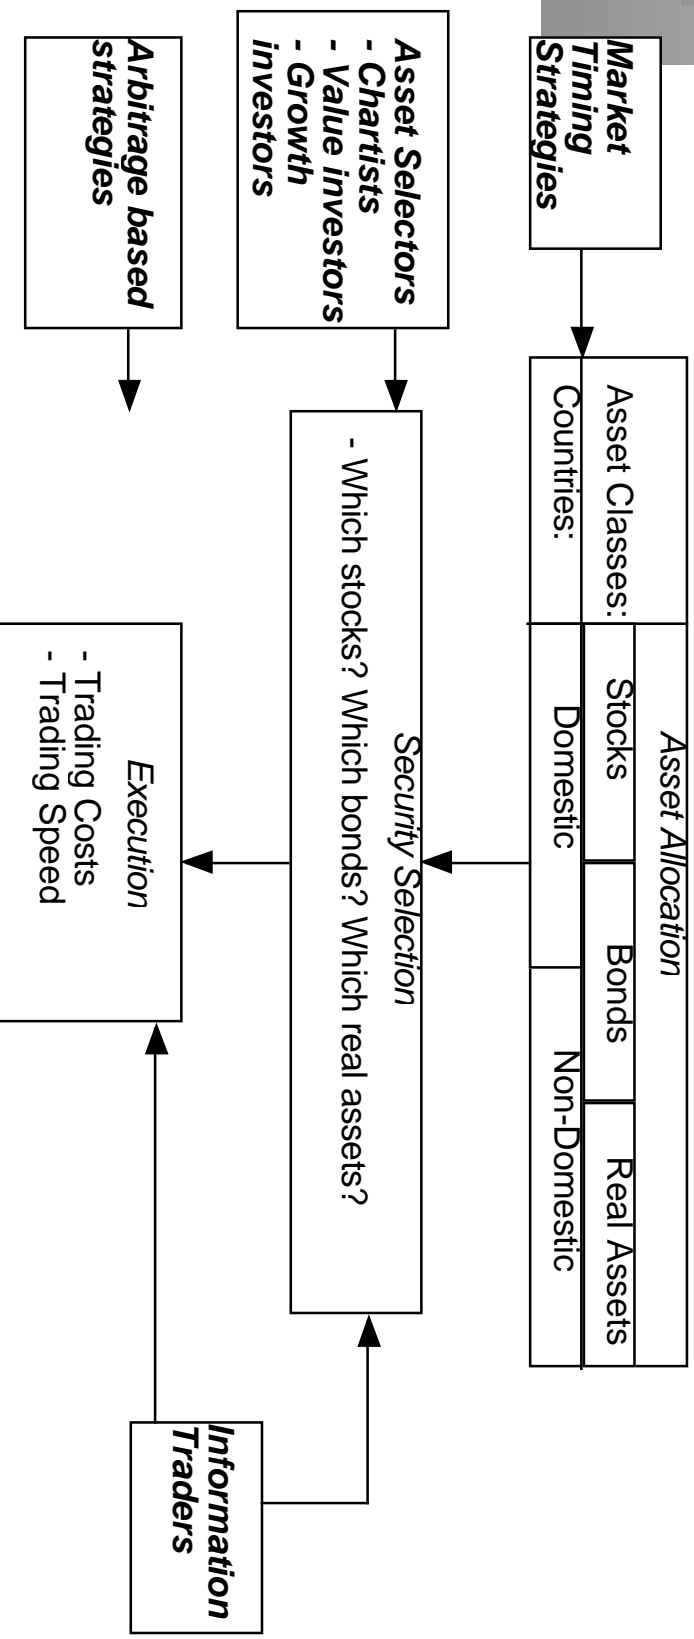 Market
Timing
Strategies
Asset Allocation
Asset Classes:
Stocks
Bonds
Real Assets
Countries:
Domestic
Non-Domestic
Asset Selectors
- Chartists
- Value investors
- Growth
investors
Security Selection
- Which stocks? Which bonds? Which real assets?
Information
Traders
Arbitrage based
strategies
Execution
- Trading Costs
- Trading Speed